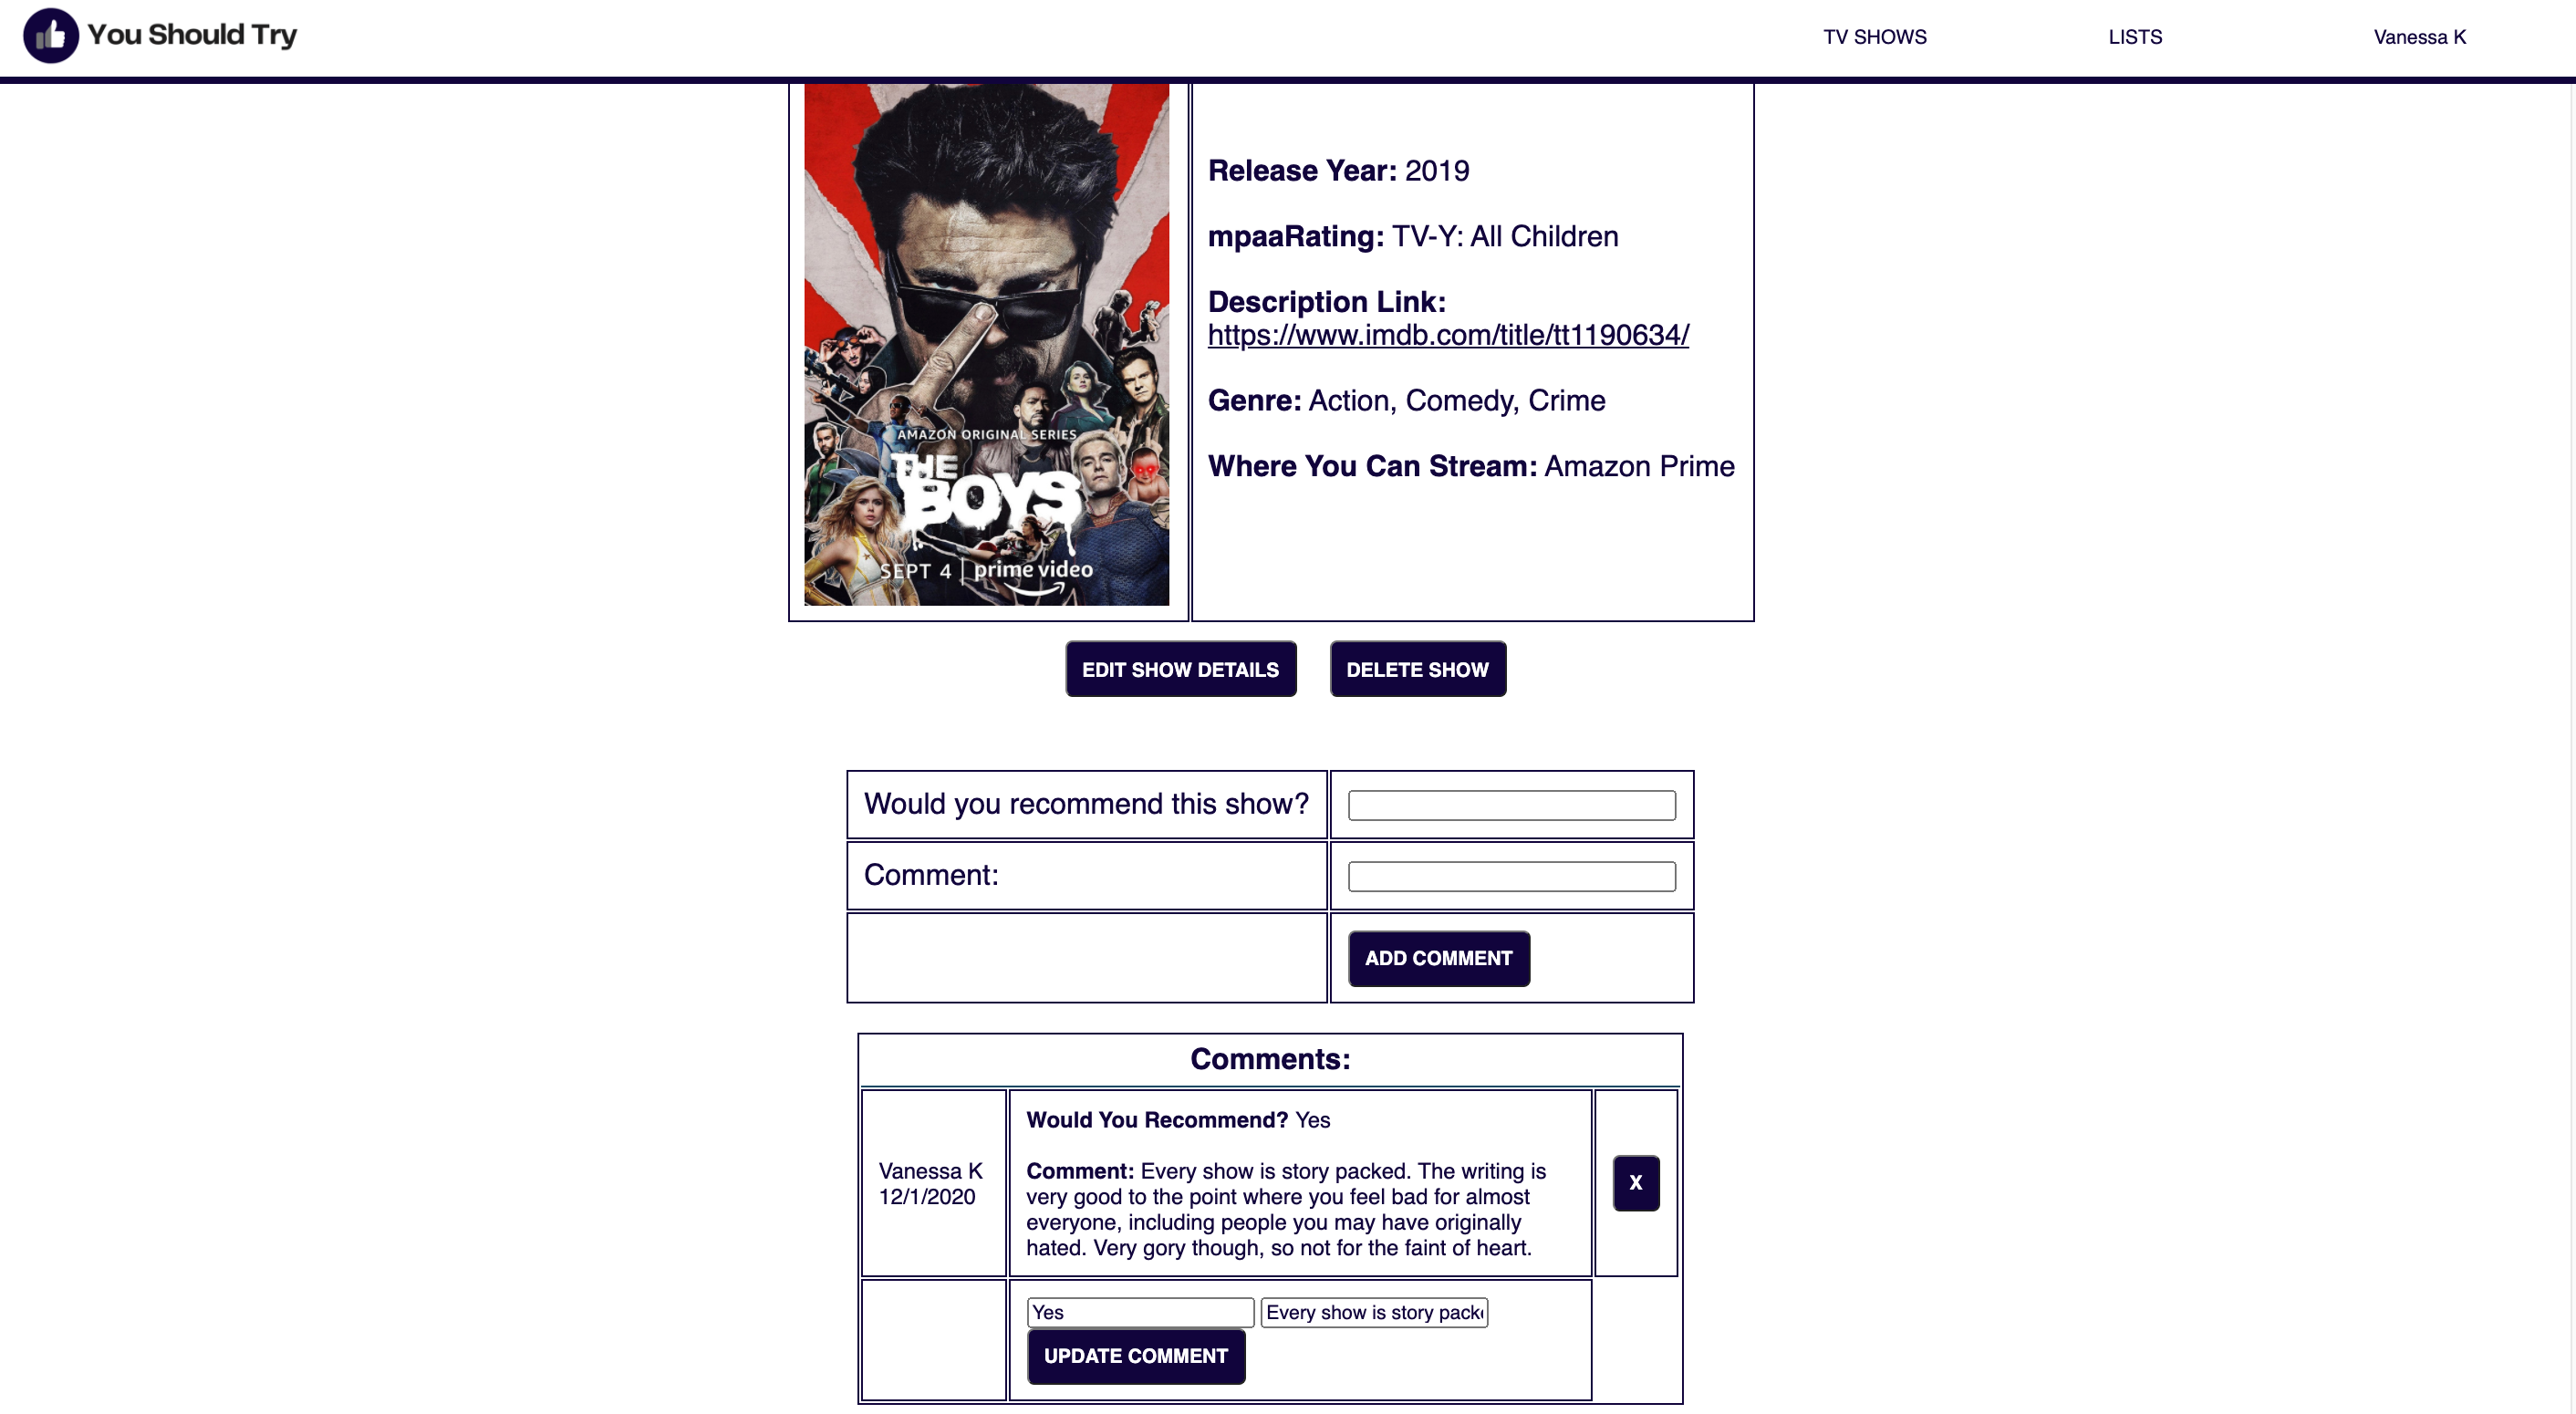 You Should Try
TV SHOWS
LISTS
Vanessa K
AMAZON ORIGINAL SERIES
THE
BOYS
SEPT 4 | prime video
Release Year: 2019
mpaaRating: TV-Y: All Children
Description Link:
https://www.imdb.com/title/tt1190634/
Genre: Action, Comedy, Crime
Where You Can Stream: Amazon Prime
EDIT SHOW DETAILS
DELETE SHOW
Would you recommend this show?
Comment:
ADD COMMENT
Comments:
Vanessa K
12/1/2020
Would You Recommend? Yes
Comment: Every show is story packed. The writing is
very good to the point where you feel bad for almost
everyone, including people you may have originally
hated. Very gory though, so not for the faint of heart.
X
Yes
Every show is story pack
UPDATE COMMENT